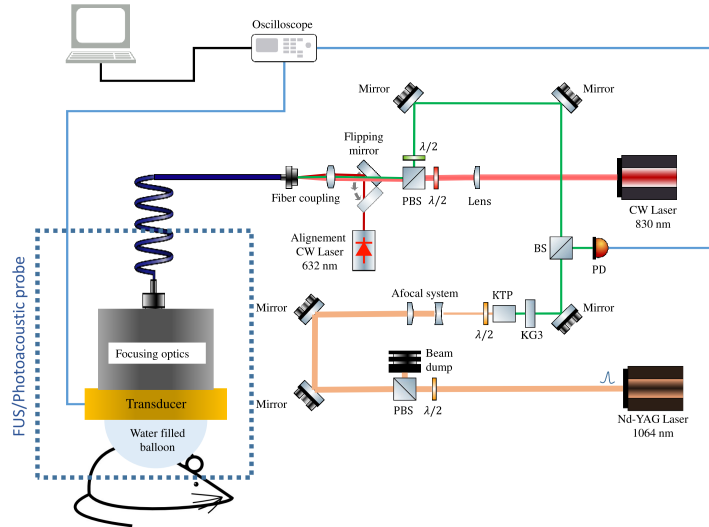 Oscilloscope
Mirror
Mirror
Flipping
mirror
λ/2
Fiber coupling
PBS
λ/2
Lens
CW Laser
830 nm
Alignement
CW Laser
632 nm
BS
PD
FUS/Photoacoustic probe
Mirror
Afocal system
KTP
Mirror
λ/2
KG3
Focusing optics
Beam
dump
Transducer
Mirror
PBS
λ/2
Nd-YAG Laser
1064 nm
Water filled
balloon